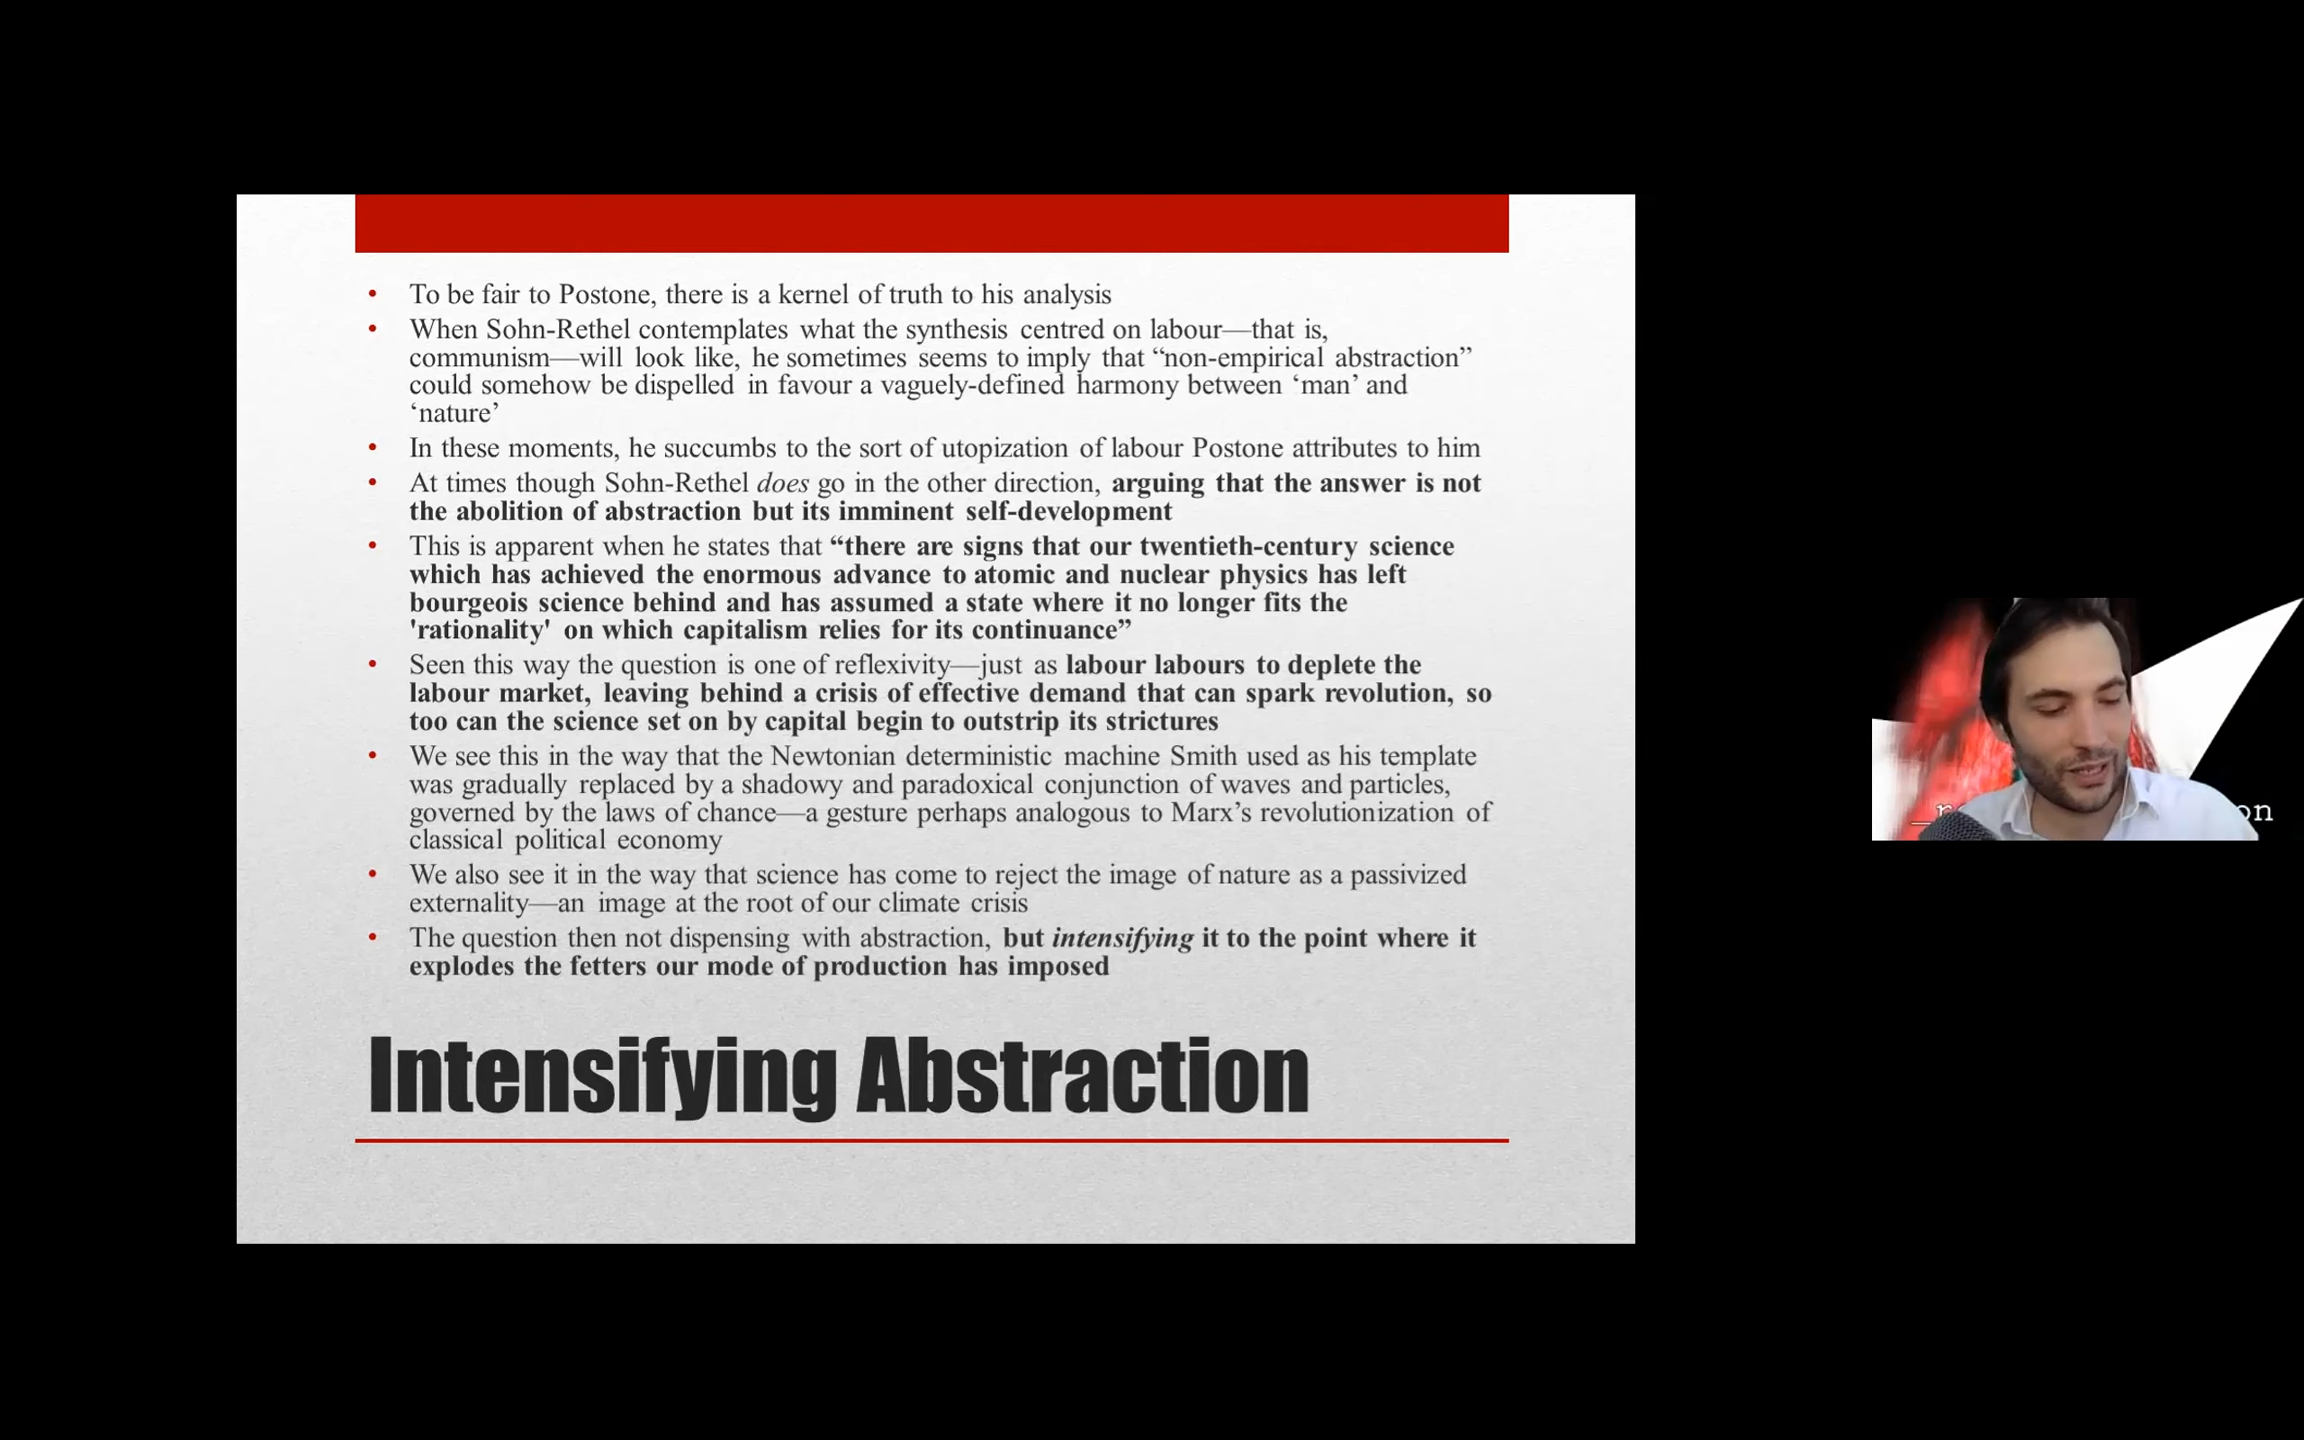 • To be fair to Postone, there is a kernel of truth to his analysis
• When Sohn-Rethel contemplates what the synthesis centred on labour—that is,
communism—will look like, he sometimes seems to imply that “non-empirical abstraction”
could somehow be dispelled in favour a vaguely-defined harmony between ‘man’ and
‘nature’
• In these moments, he succumbs to the sort of utopization of labour Postone attributes to him
• At times though Sohn-Rethel does go in the other direction, arguing that the answer is not
the abolition of abstraction but its imminent self-development
• This is apparent when he states that “there are signs that our twentieth-century science
which has achieved the enormous advance to atomic and nuclear physics has left
bourgeois science behind and has assumed a state where it no longer fits the
'rationality' on which capitalism relies for its continuance”
• Seen this way the question is one of reflexivity—just as labour labours to deplete the
labour market, leaving behind a crisis of effective demand that can spark revolution, so
too can the science set on by capital begin to outstrip its strictures
• We see this in the way that the Newtonian deterministic machine Smith used as his template
was gradually replaced by a shadowy and paradoxical conjunction of waves and particles,
governed by the laws of chance—a gesture perhaps analogous to Marx’s revolutionization of
classical political economy
• We also see it in the way that science has come to reject the image of nature as a passivized
externality—an image at the root of our climate crisis
• The question then not dispensing with abstraction, but intensifying it to the point where it
explodes the fetters our mode of production has imposed
Intensifying Abstraction